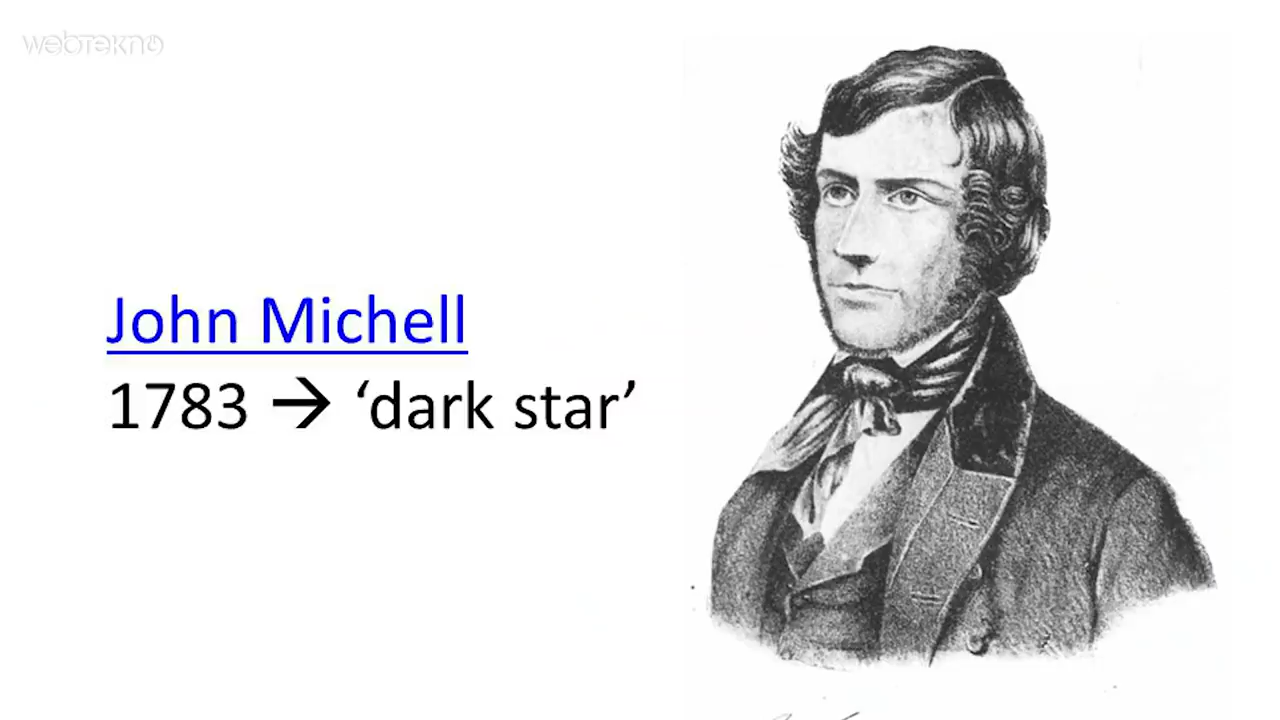 webtekno
John Michell
1783 → ‘dark star’